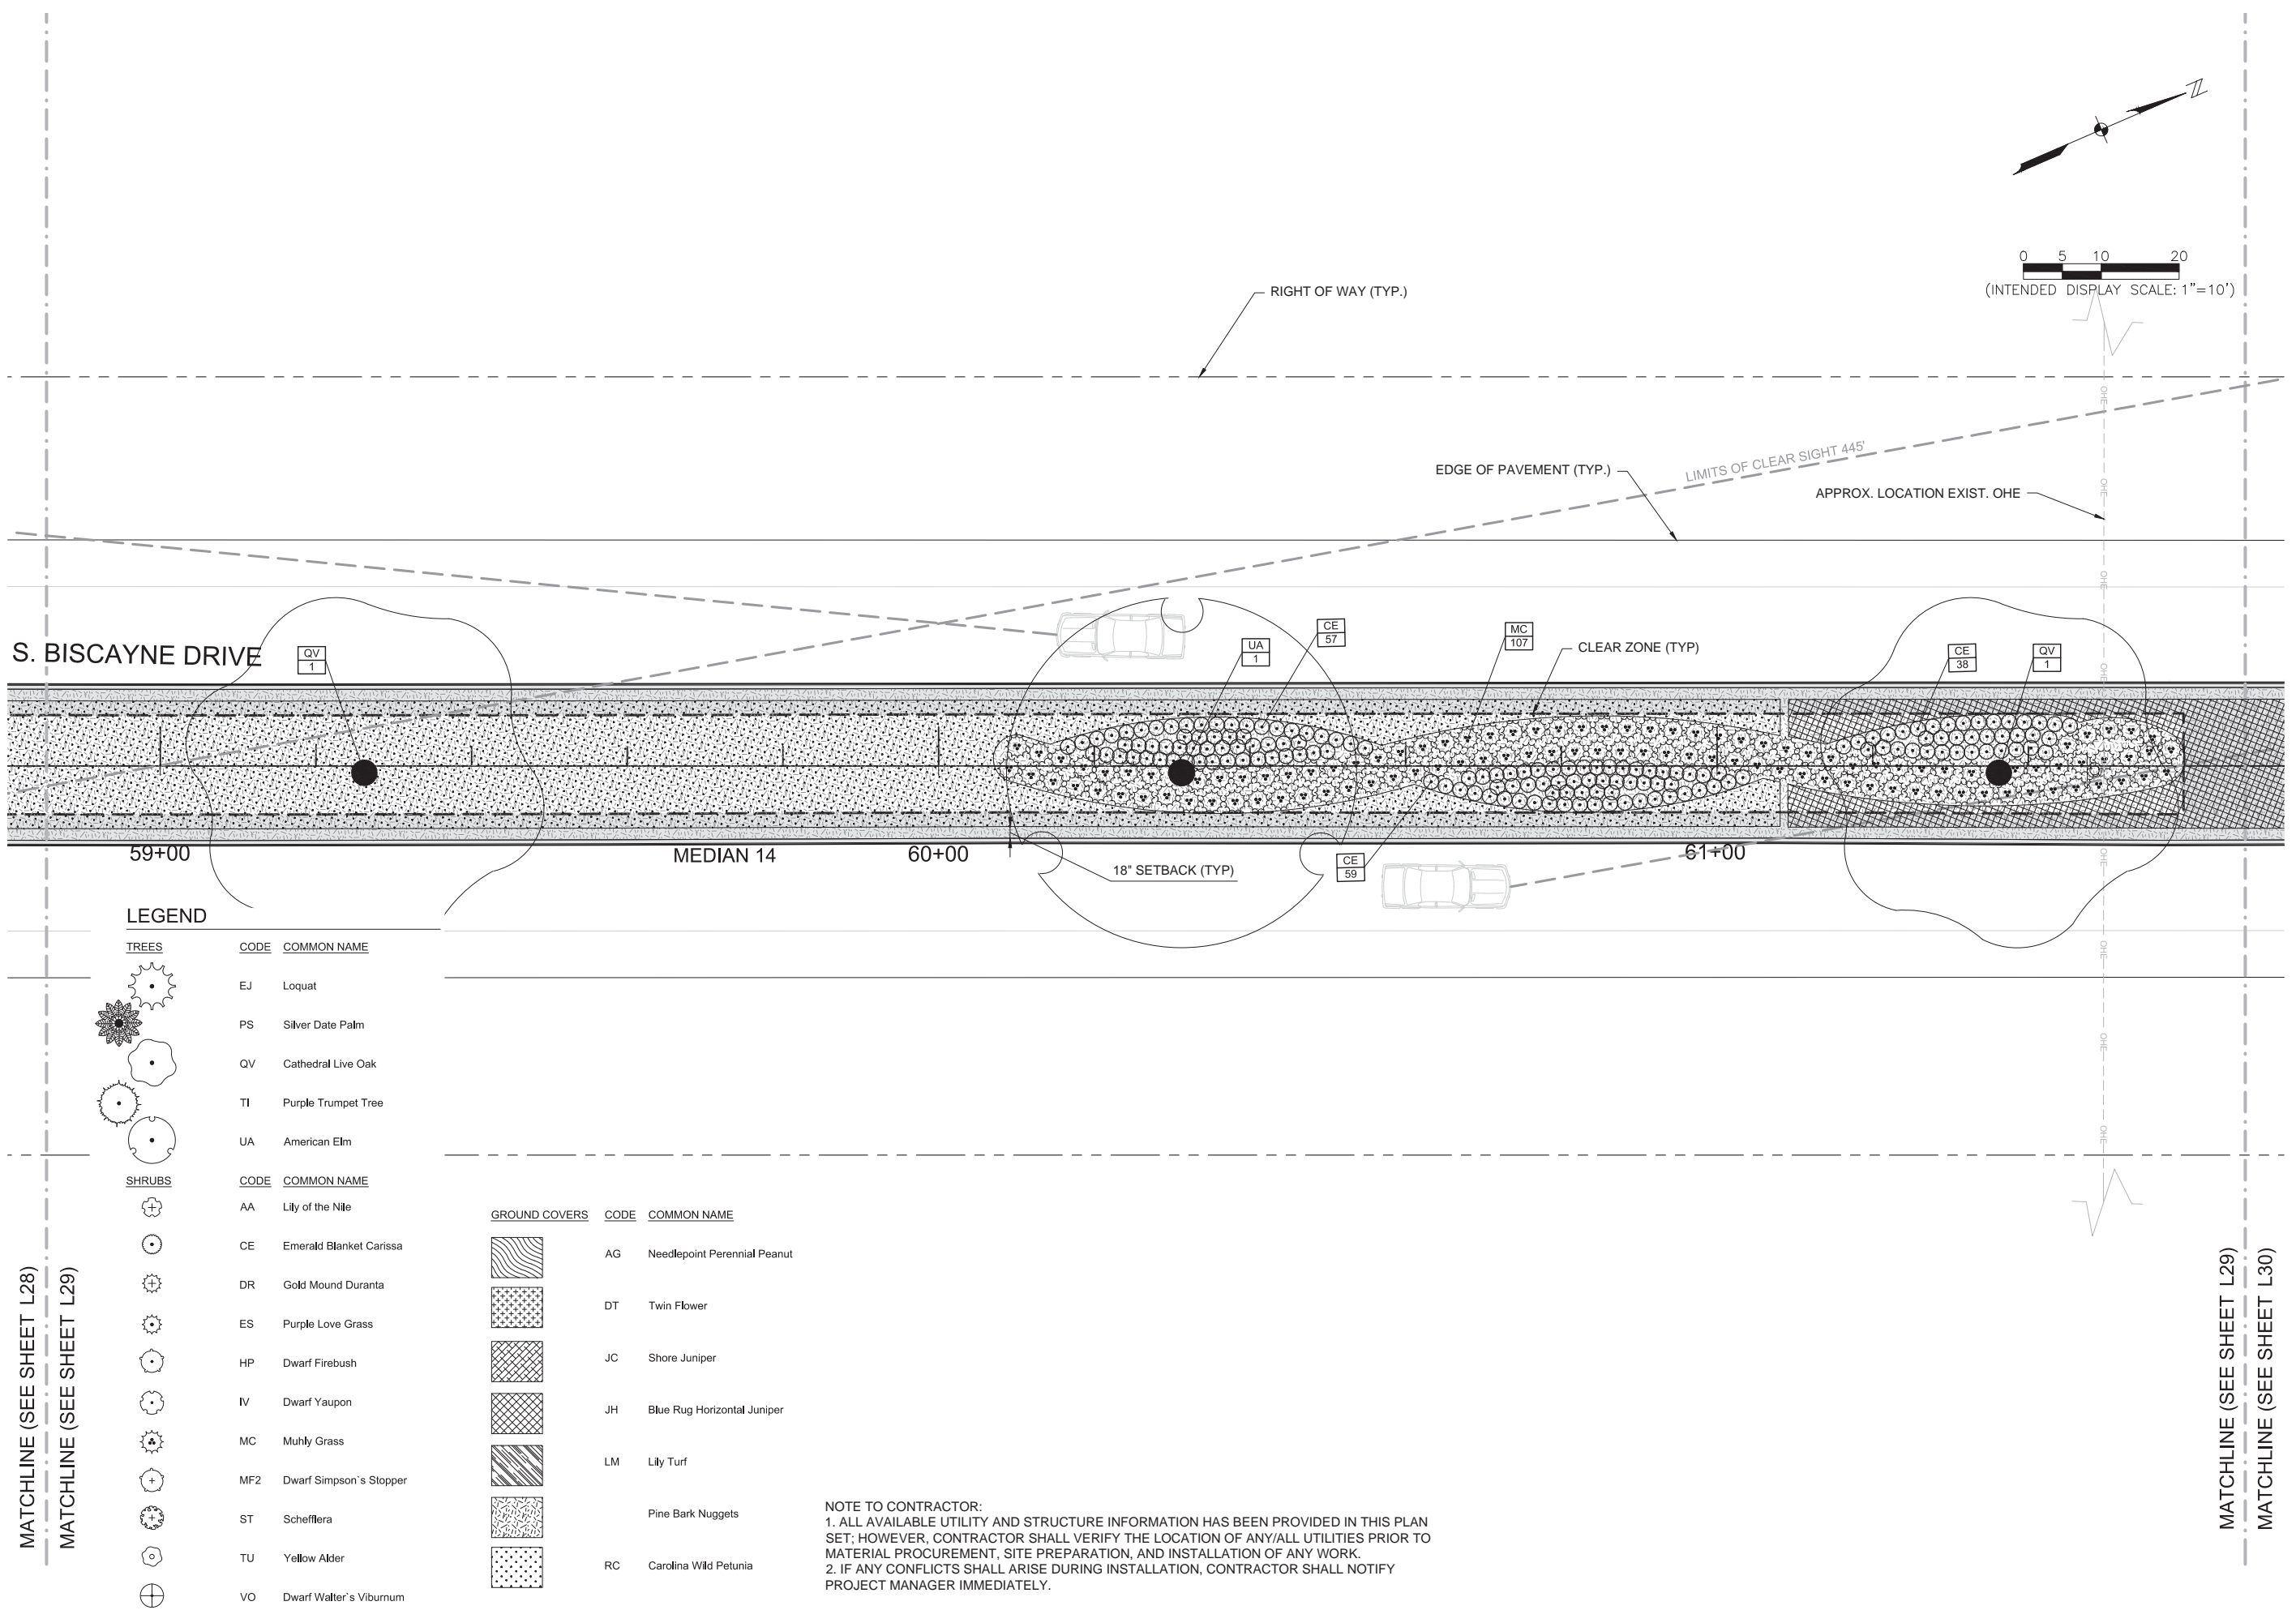 N
0 5 10 20
(INTENDED DISPLAY SCALE: 1"=10')
RIGHT OF WAY (TYP.)
OHE
EDGE OF PAVEMENT (TYP.)
LIMITS OF CLEAR SIGHT 445'
APPROX. LOCATION EXIST. OHE
OHE
OHE
S. BISCAYNE DRIVE
QV
1
UA
1
CE
57
MC
107
CLEAR ZONE (TYP)
CE
38
QV
1
OHE
59+00
MEDIAN 14
60+00
18" SETBACK (TYP)
CE
59
61+00
OHE
OHE
OHE
OHE
LEGEND
TREES CODE COMMON NAME
EJ Loquat
PS Silver Date Palm
QV Cathedral Live Oak
TI Purple Trumpet Tree
UA American Elm
SHRUBS CODE COMMON NAME
AA Lily of the Nile
CE Emerald Blanket Carissa
DR Gold Mound Duranta
ES Purple Love Grass
HP Dwarf Firebush
IV Dwarf Yaupon
MC Muhly Grass
MF2 Dwarf Simpson`s Stopper
ST Schefflera
TU Yellow Alder
VO Dwarf Walter`s Viburnum
GROUND COVERS CODE COMMON NAME
AG Needlepoint Perennial Peanut
DT Twin Flower
JC Shore Juniper
JH Blue Rug Horizontal Juniper
LM Lily Turf
Pine Bark Nuggets
RC Carolina Wild Petunia
NOTE TO CONTRACTOR:
1. ALL AVAILABLE UTILITY AND STRUCTURE INFORMATION HAS BEEN PROVIDED IN THIS PLAN
SET; HOWEVER, CONTRACTOR SHALL VERIFY THE LOCATION OF ANY/ALL UTILITIES PRIOR TO
MATERIAL PROCUREMENT, SITE PREPARATION, AND INSTALLATION OF ANY WORK.
2. IF ANY CONFLICTS SHALL ARISE DURING INSTALLATION, CONTRACTOR SHALL NOTIFY
PROJECT MANAGER IMMEDIATELY.
MATCHLINE (SEE SHEET L28)
MATCHLINE (SEE SHEET L29)
MATCHLINE (SEE SHEET L29)
MATCHLINE (SEE SHEET L30)